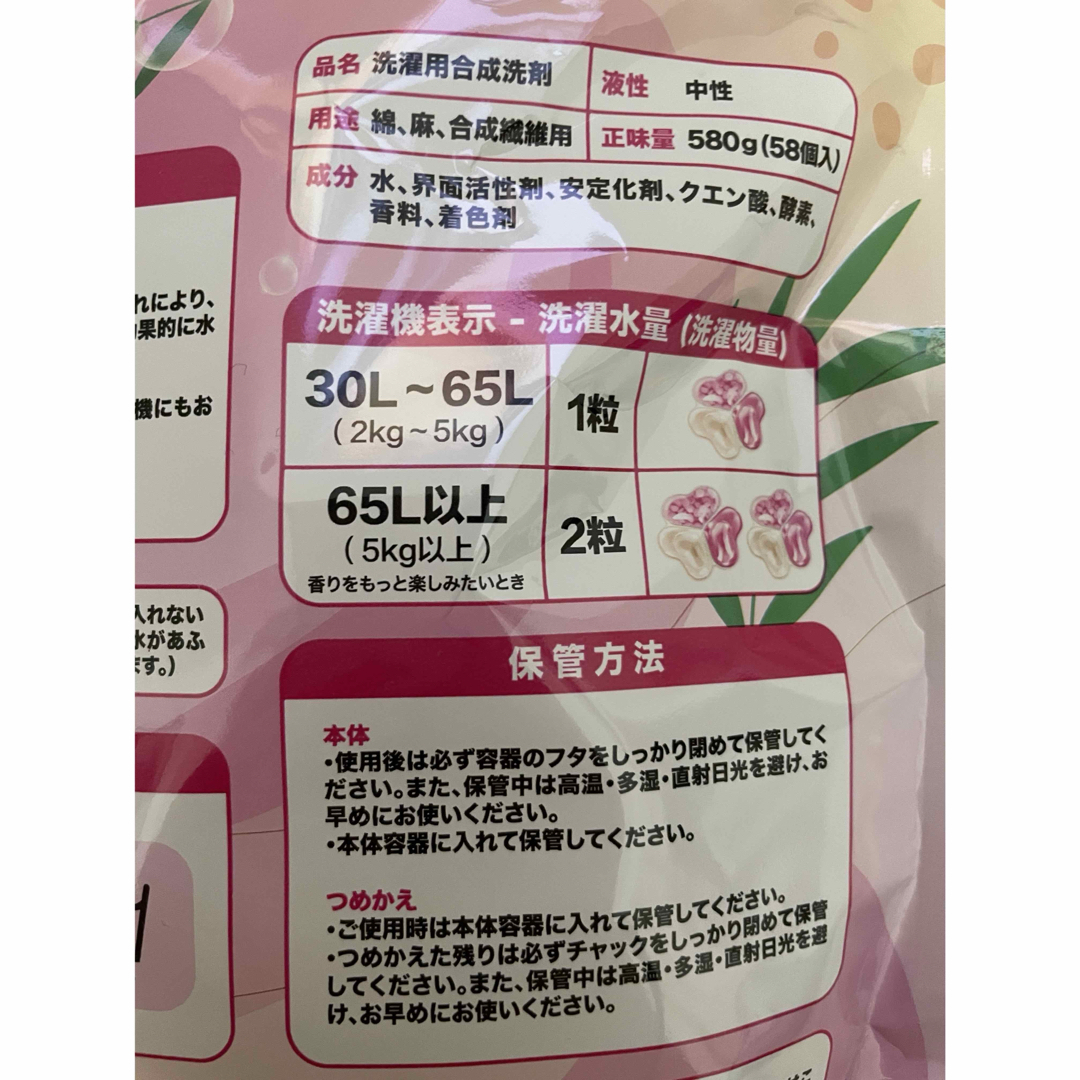 品名 洗濯用合成洗剤
液性 中性
用途 綿、麻、合成繊維用
正味量 580g(58個入)
成分 水、界面活性剤、安定化剤、クエン酸、酵素、
香料、着色剤
れにより、
果的に水
機にもお
入れない
水があふ
ます。)
洗濯機表示 - 洗濯水量 (洗濯物量)
30L～65L
(2kg～5kg)
1粒
65L以上
(5kg以上)
香りをもっと楽しみたいとき
2粒
保管方法
本体
・使用後は必ず容器のフタをしっかり閉めて保管してく
ださい。また、保管中は高温・多湿・直射日光を避け、お
早めにお使いください。
・本体容器に入れて保管してください。
つめかえ
・ご使用時は本体容器に入れて保管してください。
・つめかえた残りは必ずチャックをしっかり閉めて保管
してください。また、保管中は高温・多湿・直射日光を避
け、お早めにお使いください。